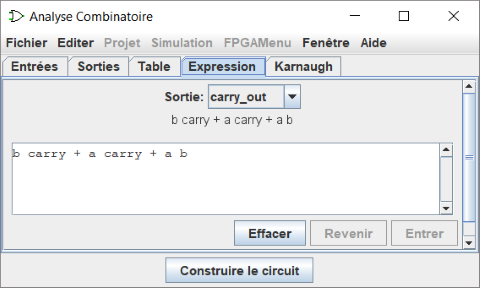 Analyse Combinatoire
Fichier Editer Projet Simulation FPGAMenu Fenêtre Aide
Entrées Sorties Table Expression Karnaugh
Sortie: carry_out
b carry + a carry + a b
b carry + a carry + a b
Effacer Revenir Entrer
Construire le circuit